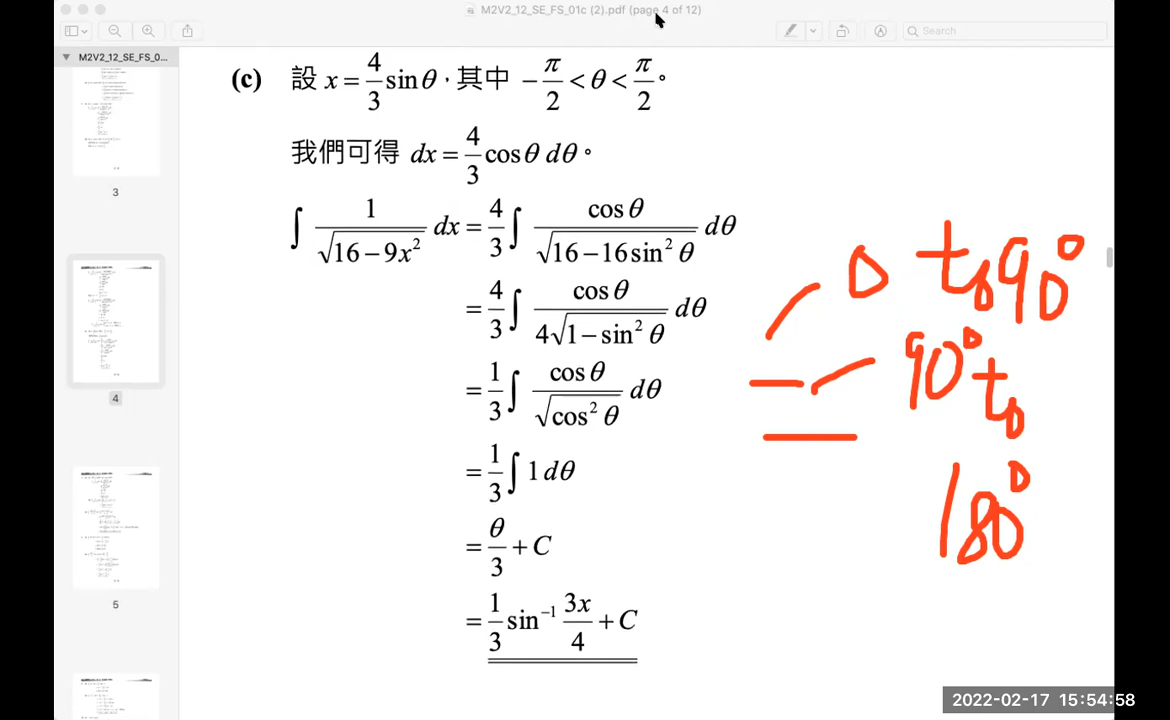 M2V2_12_SE_FS_01c (2).pdf (page 4 of 12)
Search
M2V2_12_SE_FS_0...
3
4
5
(c) 設 x = 4/3 sin θ，其中 −π/2 < θ < π/2。
我們可得 dx = 4/3 cos θ dθ。
∫ 1/√(16 − 9x²) dx = 4/3 ∫ cos θ/√(16 − 16 sin² θ) dθ
= 4/3 ∫ cos θ/(4√(1 − sin² θ)) dθ
= 1/3 ∫ cos θ/√(cos² θ) dθ
= 1/3 ∫ 1 dθ
= θ/3 + C
= 1/3 sin⁻¹ 3x/4 + C
0 to 90°
90° to
180°
2022-02-17 15:54:58